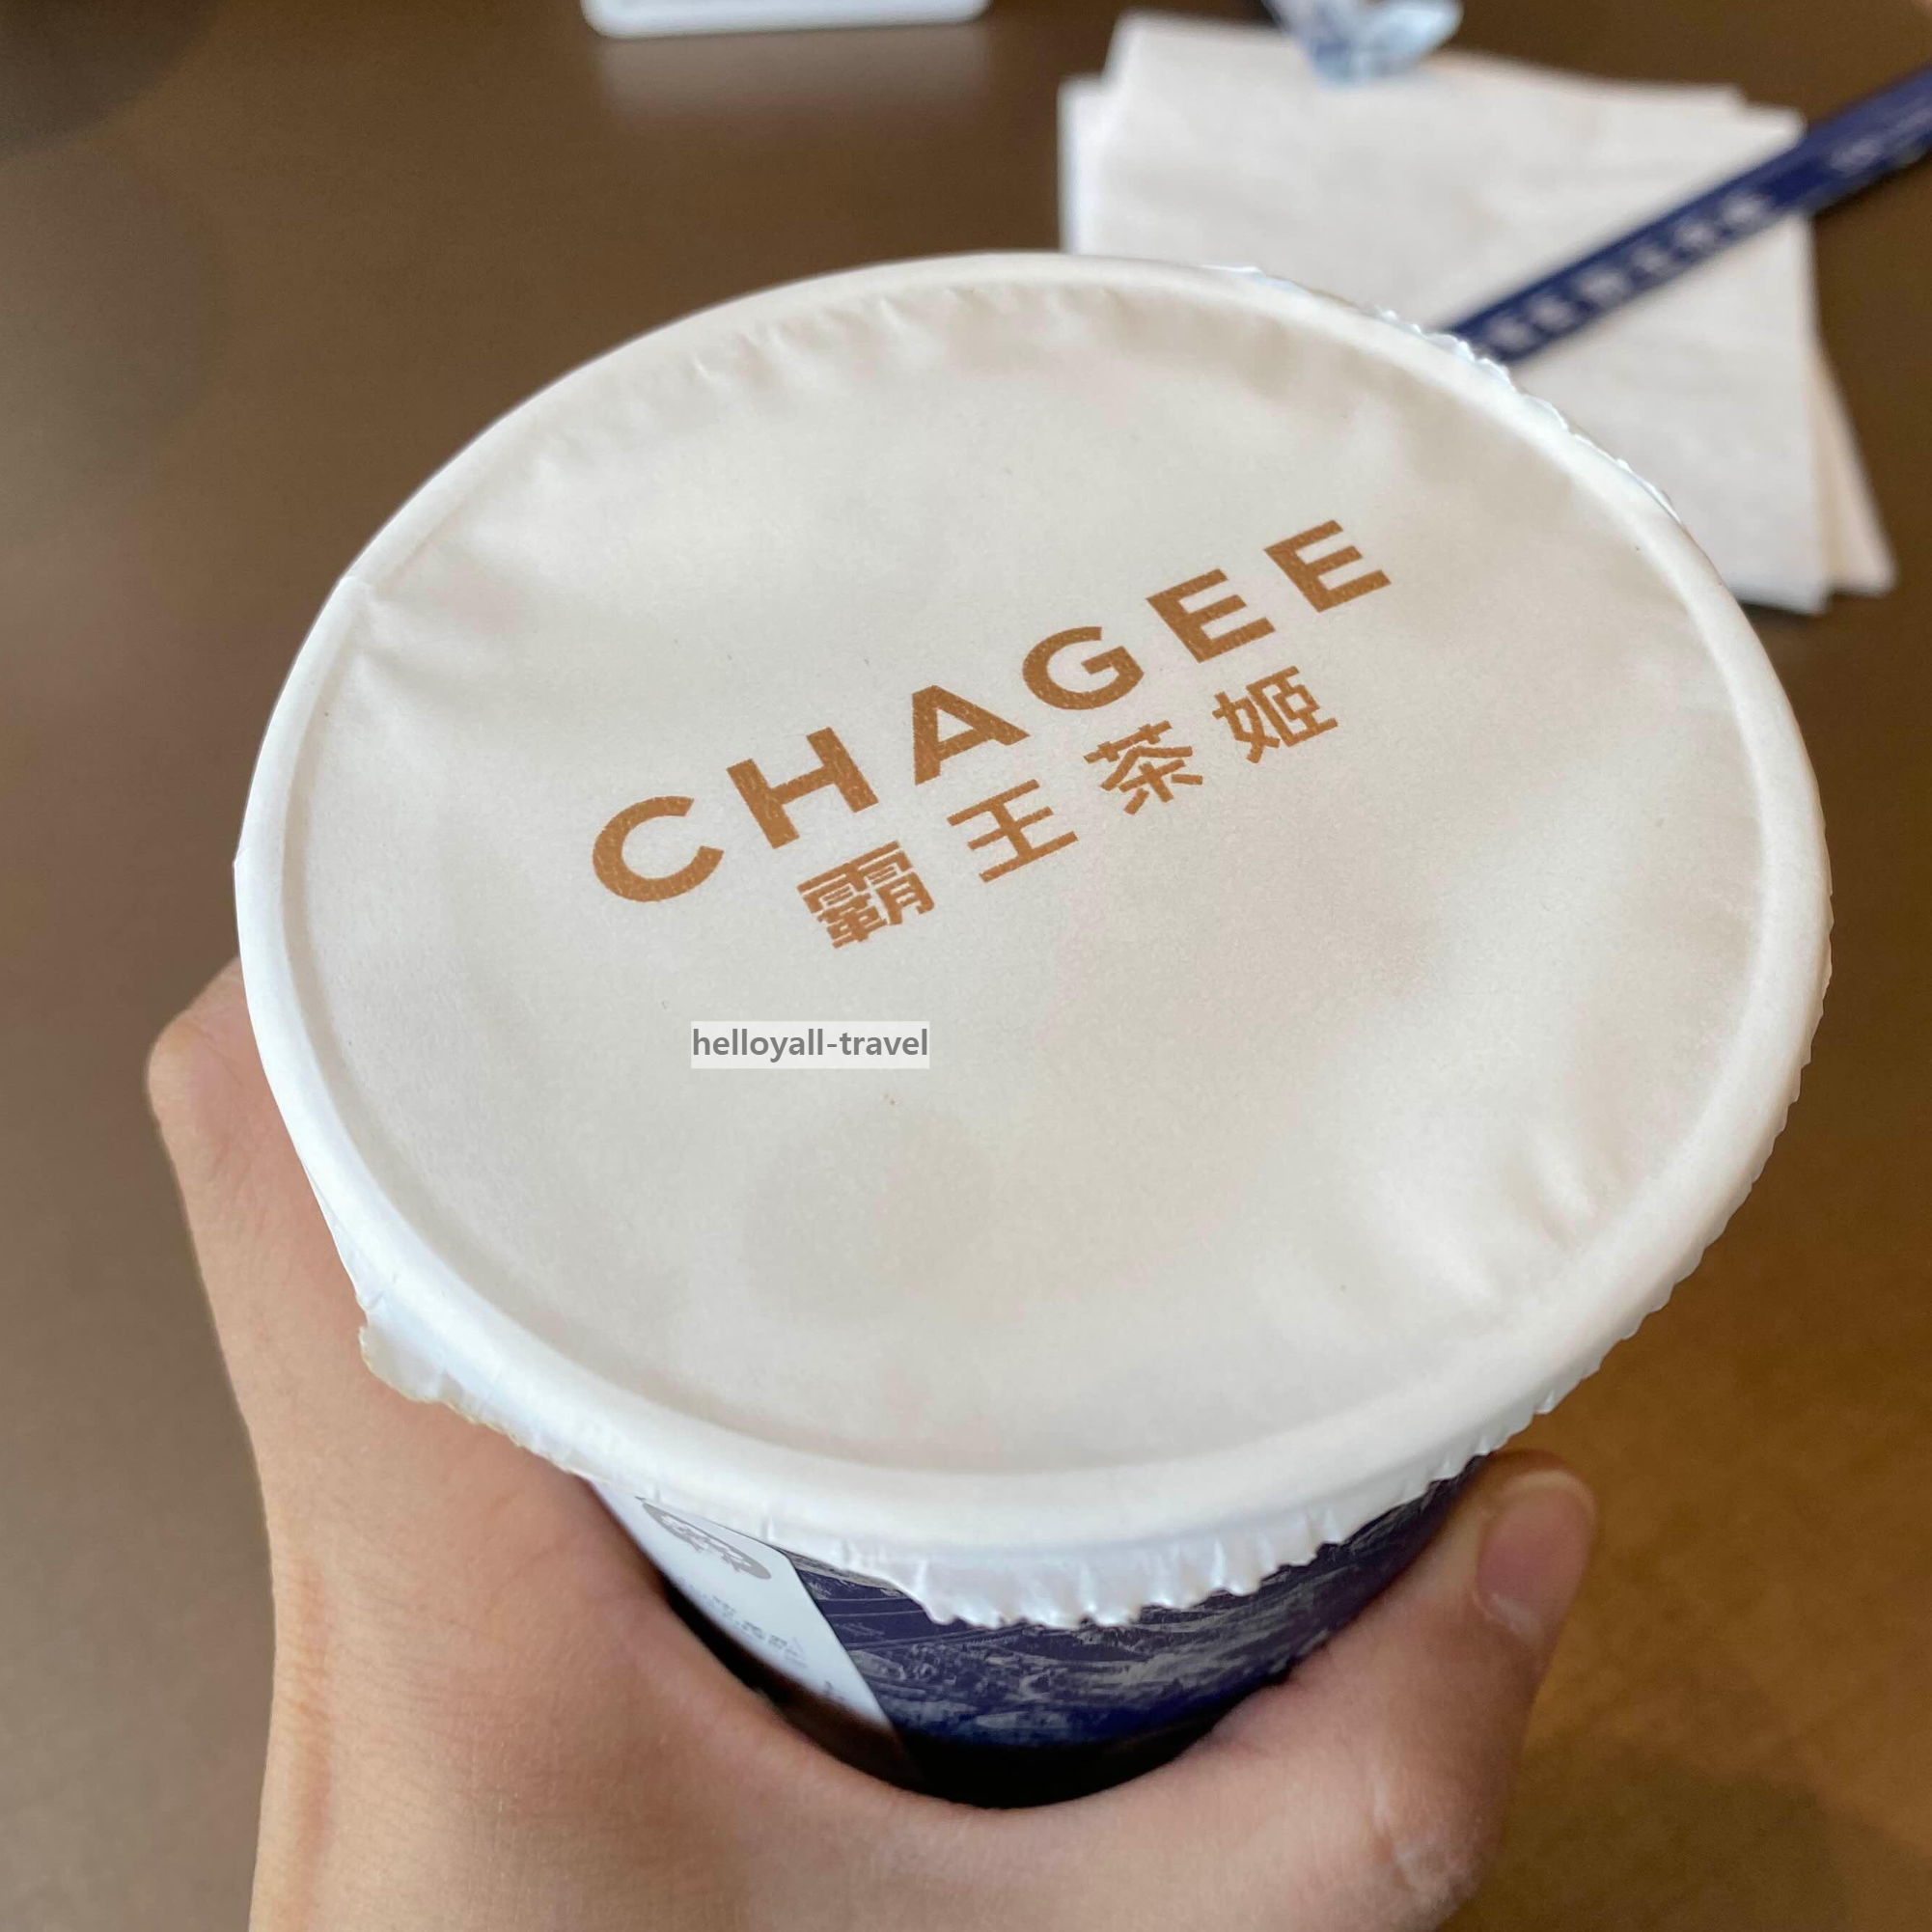 CHAGEE
霸王茶姬
helloyall-travel